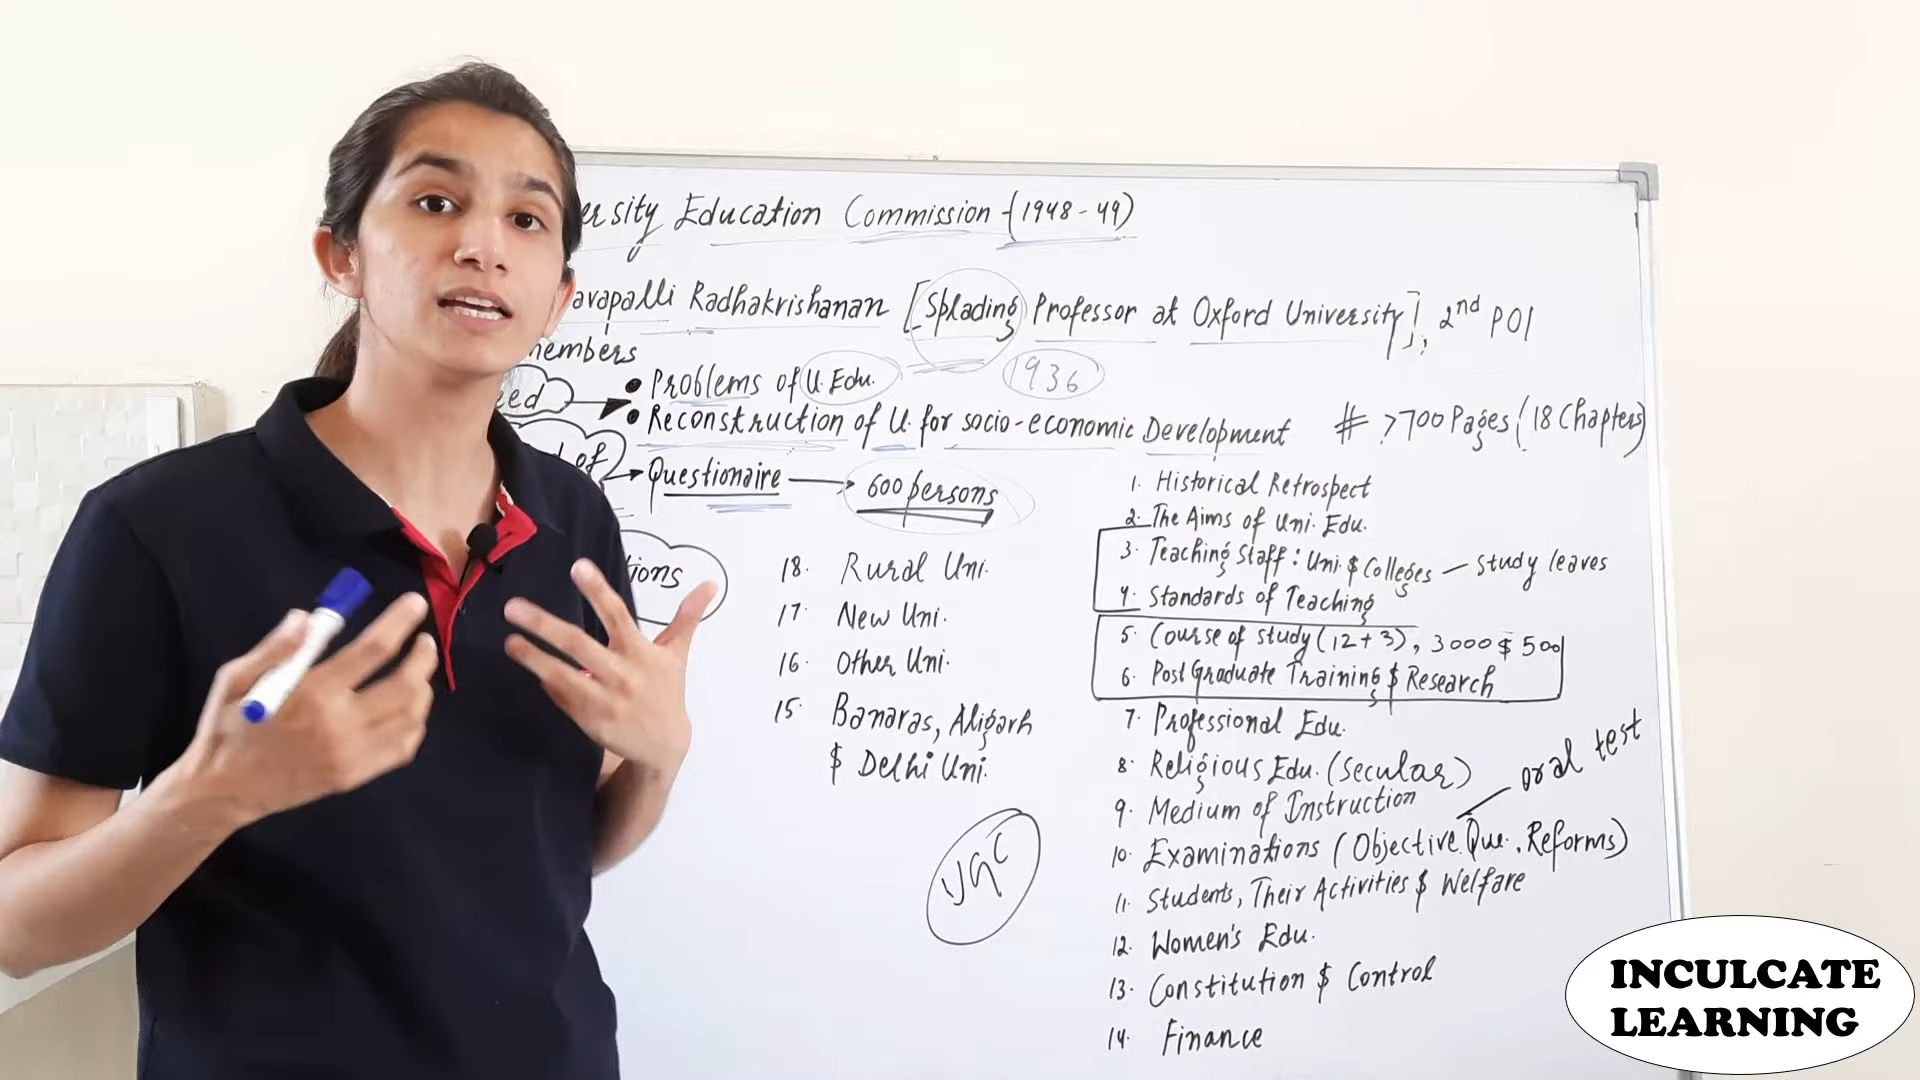 ersity Education Commission - (1948-49)
avapalli Radhakrishanan [Splading Professor at Oxford University], 2nd POI
members
1936
eed
• Problems of U. Edu.
• Reconstruction of U. for socio-economic Development
# >700 Pages (18 Chapters)
d of
Questionaire
600 persons
tions
1. Historical Retrospect
2. The Aims of Uni. Edu.
3. Teaching Staff: Uni. $ Colleges - Study leaves
4. Standards of Teaching
5. Course of Study (12+3), 3000 $ 500
6. Post Graduate Training $ Research
7. Professional Edu.
8. Religious Edu. (Secular)
9. Medium of Instruction
oral test
10. Examinations (Objective Que., Reforms)
11. Students, Their Activities $ Welfare
12. Women's Edu.
13. Constitution $ Control
14. Finance
18. Rural Uni.
17. New Uni.
16. Other Uni.
15. Banaras, Aligarh
$ Delhi Uni.
UGC
INCULCATE
LEARNING